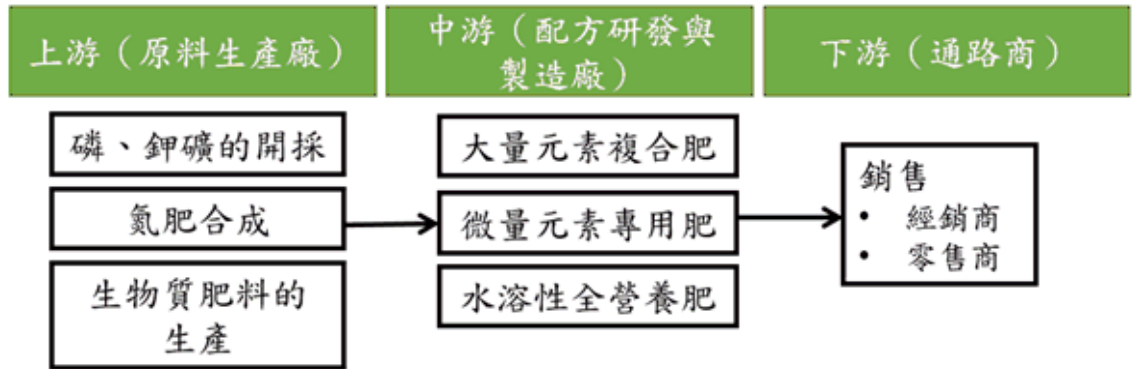 上游（原料生產廠）
中游（配方研發與
製造廠）
下游（通路商）
磷、鉀礦的開採
氮肥合成
生物質肥料的
生產
大量元素複合肥
微量元素專用肥
水溶性全營養肥
銷售
• 經銷商
• 零售商